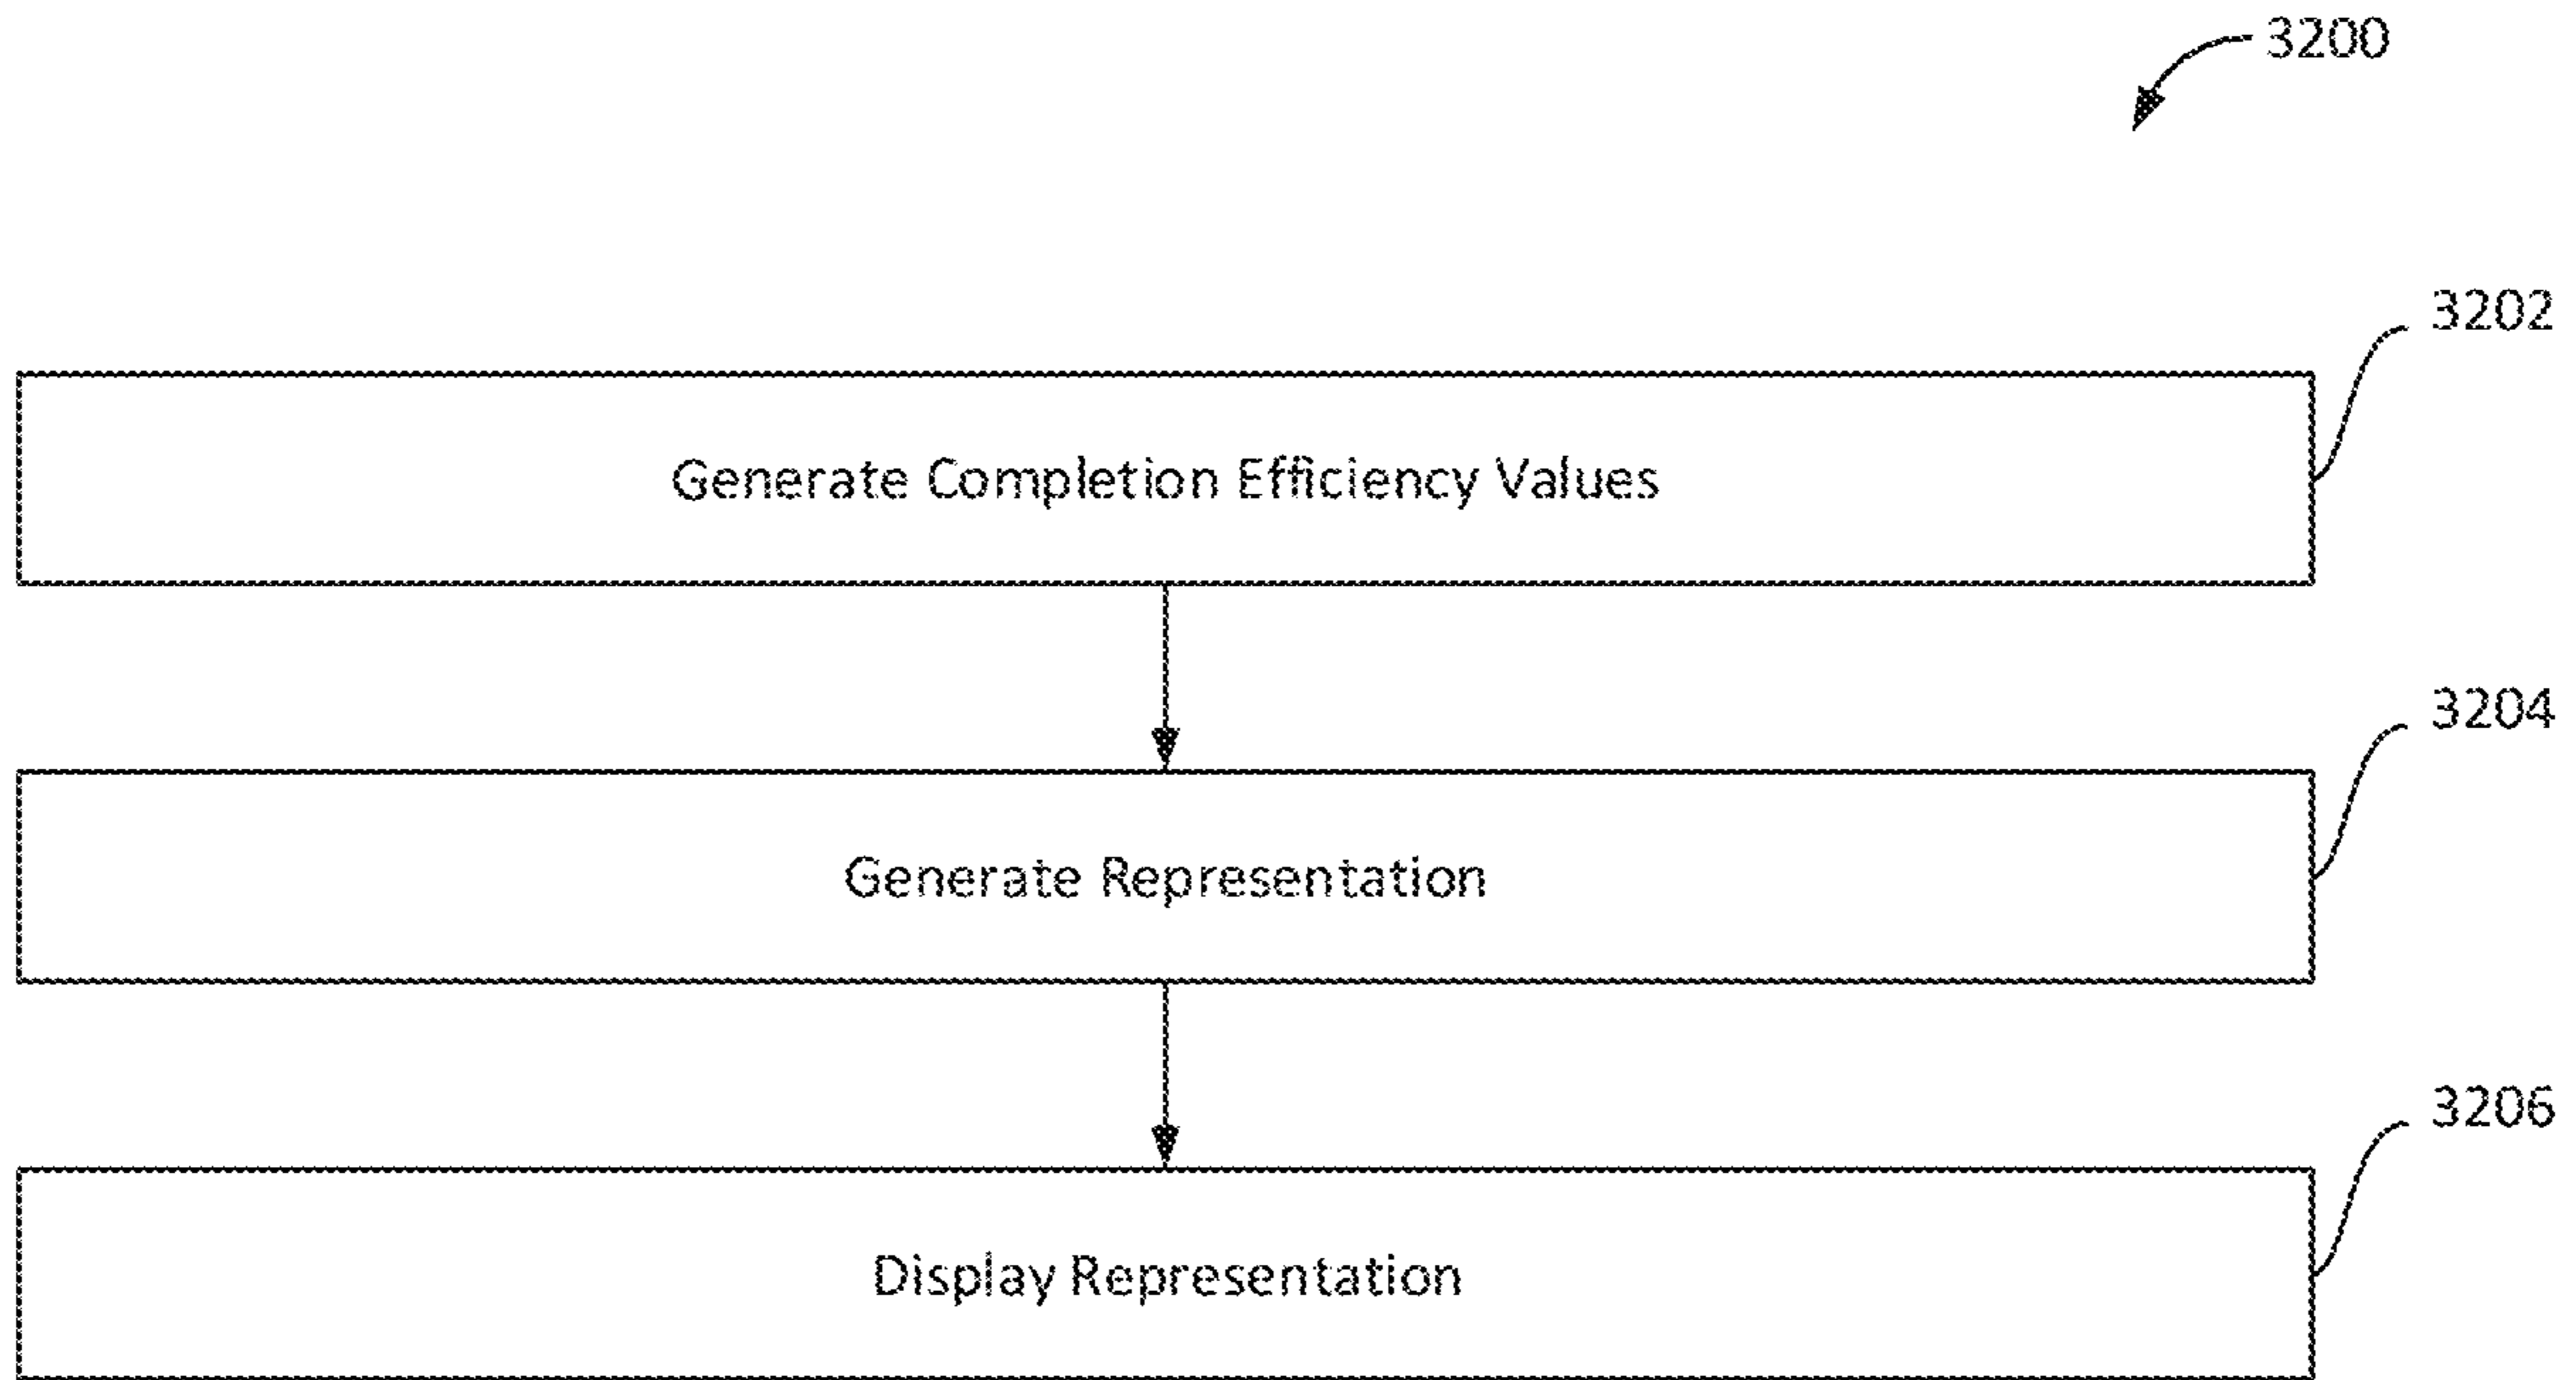 3200
3202
Generate Completion Efficiency Values
3204
Generate Representation
3206
Display Representation